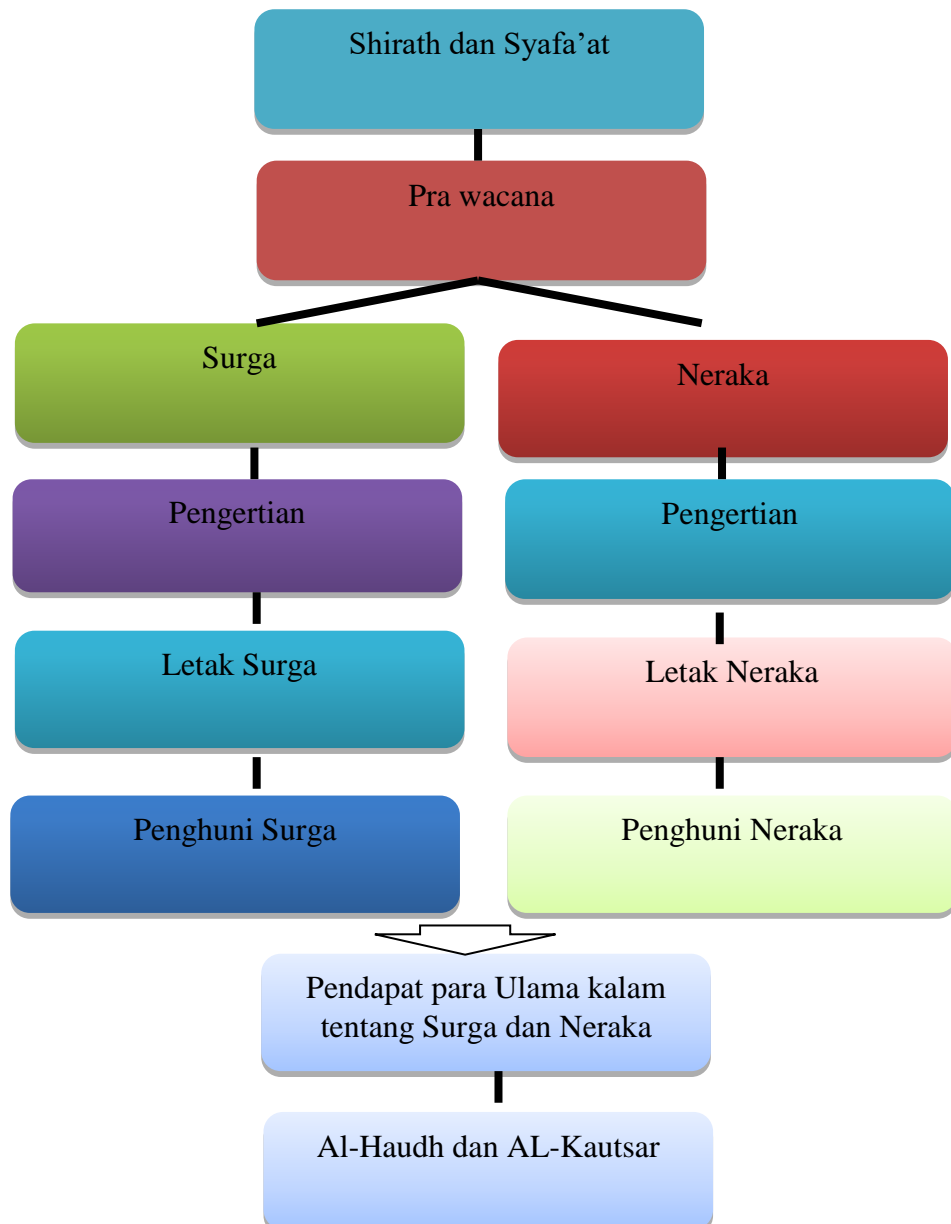 Shirath dan Syafa’at
Pra wacana
Surga
Neraka
Pengertian
Pengertian
Letak Surga
Letak Neraka
Penghuni Surga
Penghuni Neraka
Pendapat para Ulama kalam
tentang Surga dan Neraka
Al-Haudh dan AL-Kautsar